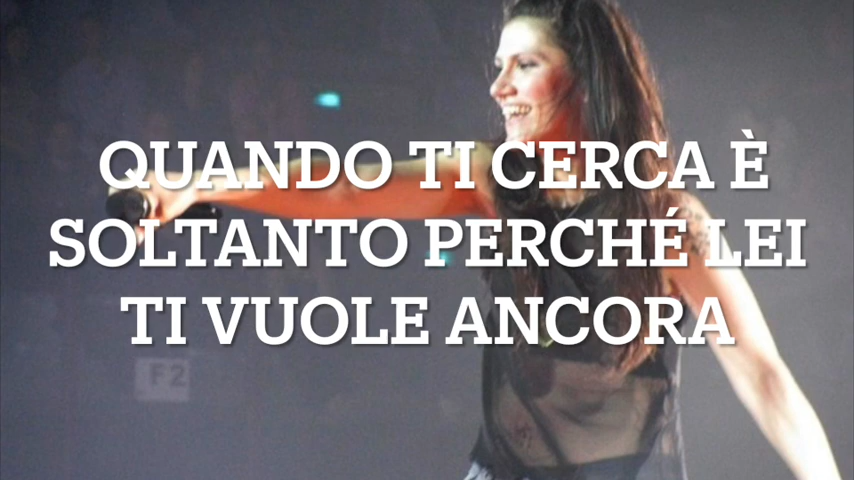 QUANDO TI CERCA È
SOLTANTO PERCHÉ LEI
TI VUOLE ANCORA
F2